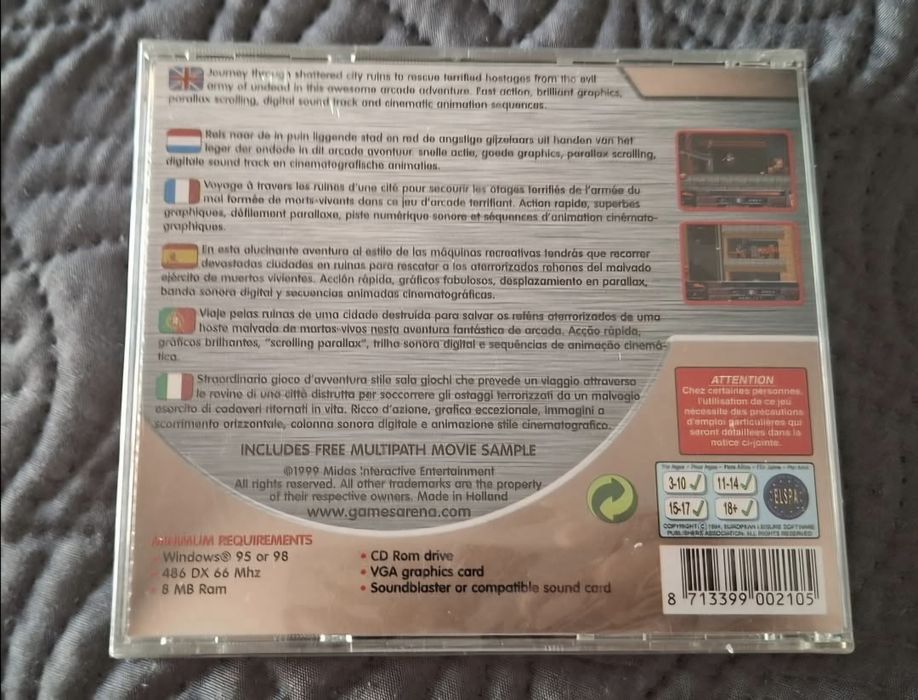 Journey through shattered city ruins to rescue terrified hostages from the evil
army of undead in this awesome arcade adventure. Fast action, brilliant graphics,
parallax scrolling, digital sound track and cinematic animation sequences.
Reis naar de in puin liggende stad en red de angstige gijzelaars uit handen van het
leger der ondode in dit arcade avontuur. snelle actie, goede graphics, parallax scrolling,
digitale sound track en cinematografische animaties.
Voyage à travers les ruines d'une cité pour secourir les otages terrifiés de l'armée du
mal formée de morts-vivants dans ce jeu d'arcade terrifiant. Action rapide, superbes
graphiques, défilement parallaxe, piste numérique sonore et séquences d'animation cinémato-
graphiques.
En esta alucinante aventura al estilo de las máquinas recreativas tendrás que recorrer
devastadas ciudades en ruinas para rescatar a los aterrorizados rehenes del malvado
ejército de muertos vivientes. Acción rápida, gráficos fabulosos, desplazamiento en parallax,
banda sonora digital y secuencias animadas cinematográficas.
Viaje pelas ruinas de uma cidade destruída para salvar os reféns aterrorizados de uma
hoste malvada de mortos-vivos nesta aventura fantástica de arcada. Acção rápida,
gráficos brilhantes, "scrolling parallax", trilha sonora digital e sequências de animação cinemá-
tica.
Straordinario gioco d'avventura stile sala giochi che prevede un viaggio attraverso
le rovine di una città distrutta per soccorrere gli ostaggi terrorizzati da un malvagio
esercito di cadaveri ritornati in vita. Ricco d'azione, grafica eccezionale, immagini a
scorrimento orizzontale, colonna sonora digitale e animazione stile cinematografico.
INCLUDES FREE MULTIPATH MOVIE SAMPLE
©1999 Midas Interactive Entertainment
All rights reserved. All other trademarks are the property
of their respective owners. Made in Holland
www.gamesarena.com
MINIMUM REQUIREMENTS
Windows® 95 or 98
486 DX 66 Mhz
8 MB Ram
• CD Rom drive
• VGA graphics card
• Soundblaster or compatible sound card
ATTENTION
Chez certaines personnes,
l'utilisation de ce jeu
nécessite des précautions
d'emploi particulières qui
seront détaillées dans la
notice ci-jointe.
3-10 ✓ 11-14 ✓
15-17 ✓ 18+ ✓
ELSPA
COPYRIGHT (C) 1994, EUROPEAN LEISURE SOFTWARE
PUBLISHERS ASSOCIATION. ALL RIGHTS RESERVED
8 713399 002105